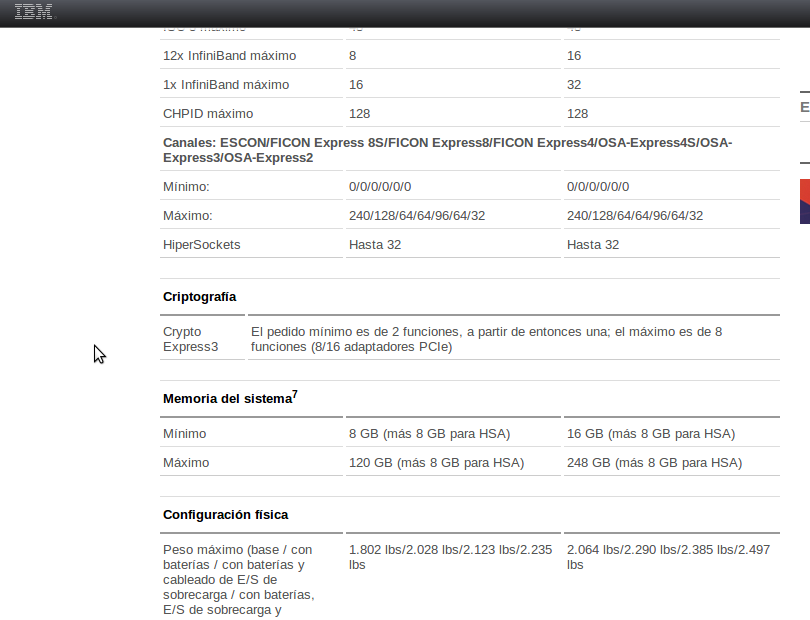 IBM
12x InfiniBand máximo 8 16
1x InfiniBand máximo 16 32
CHPID máximo 128 128
Canales: ESCON/FICON Express 8S/FICON Express8/FICON Express4/OSA-Express4S/OSA-
Express3/OSA-Express2
Mínimo: 0/0/0/0/0/0 0/0/0/0/0/0
Máximo: 240/128/64/64/96/64/32 240/128/64/64/96/64/32
HiperSockets Hasta 32 Hasta 32
Criptografía
Crypto El pedido mínimo es de 2 funciones, a partir de entonces una; el máximo es de 8
Express3 funciones (8/16 adaptadores PCIe)
Memoria del sistema7
Mínimo 8 GB (más 8 GB para HSA) 16 GB (más 8 GB para HSA)
Máximo 120 GB (más 8 GB para HSA) 248 GB (más 8 GB para HSA)
Configuración física
Peso máximo (base / con 1.802 lbs/2.028 lbs/2.123 lbs/2.235 2.064 lbs/2.290 lbs/2.385 lbs/2.497
baterías / con baterías y lbs lbs
cableado de E/S de
sobrecarga / con baterías,
E/S de sobrecarga y